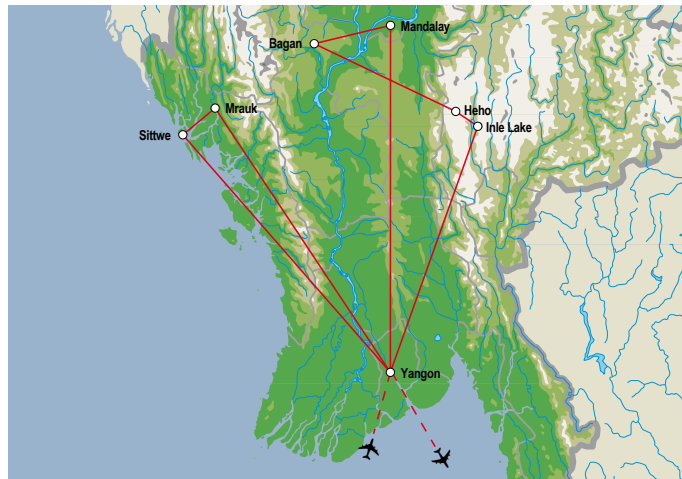 Mandalay
Bagan
Mrauk
Heho
Inle Lake
Sittwe
Yangon